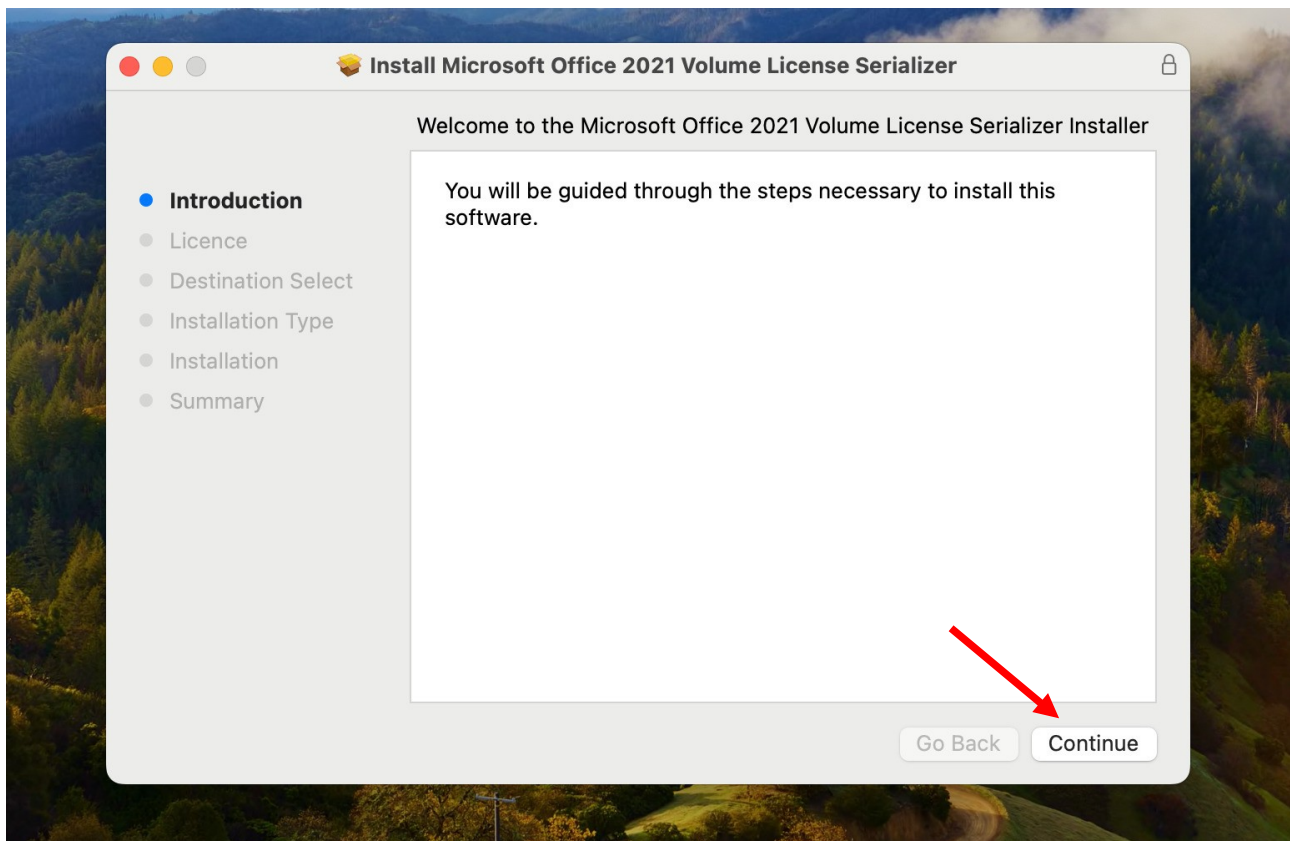 Install Microsoft Office 2021 Volume License Serializer
Welcome to the Microsoft Office 2021 Volume License Serializer Installer
Introduction
Licence
Destination Select
Installation Type
Installation
Summary
You will be guided through the steps necessary to install this
software.
Go Back
Continue